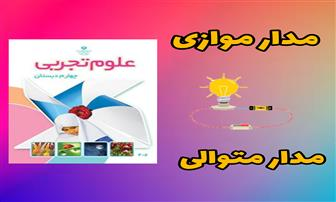 مدار موازی
مدار متوالی
علوم تجربی
چهارم دبستان